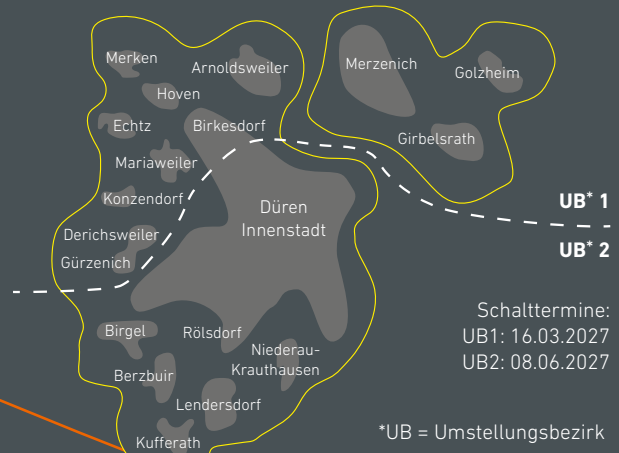 Merken
Arnoldsweiler
Merzenich
Golzheim
Hoven
Echtz
Birkesdorf
Girbelsrath
Mariaweiler
Konzendorf
Düren
Innenstadt
Derichsweiler
Gürzenich
UB* 1
UB* 2
Birgel
Rölsdorf
Niederau-
Krauthausen
Berzbuir
Lendersdorf
Kufferath
Schalttermine:
UB1: 16.03.2027
UB2: 08.06.2027
*UB = Umstellungsbezirk